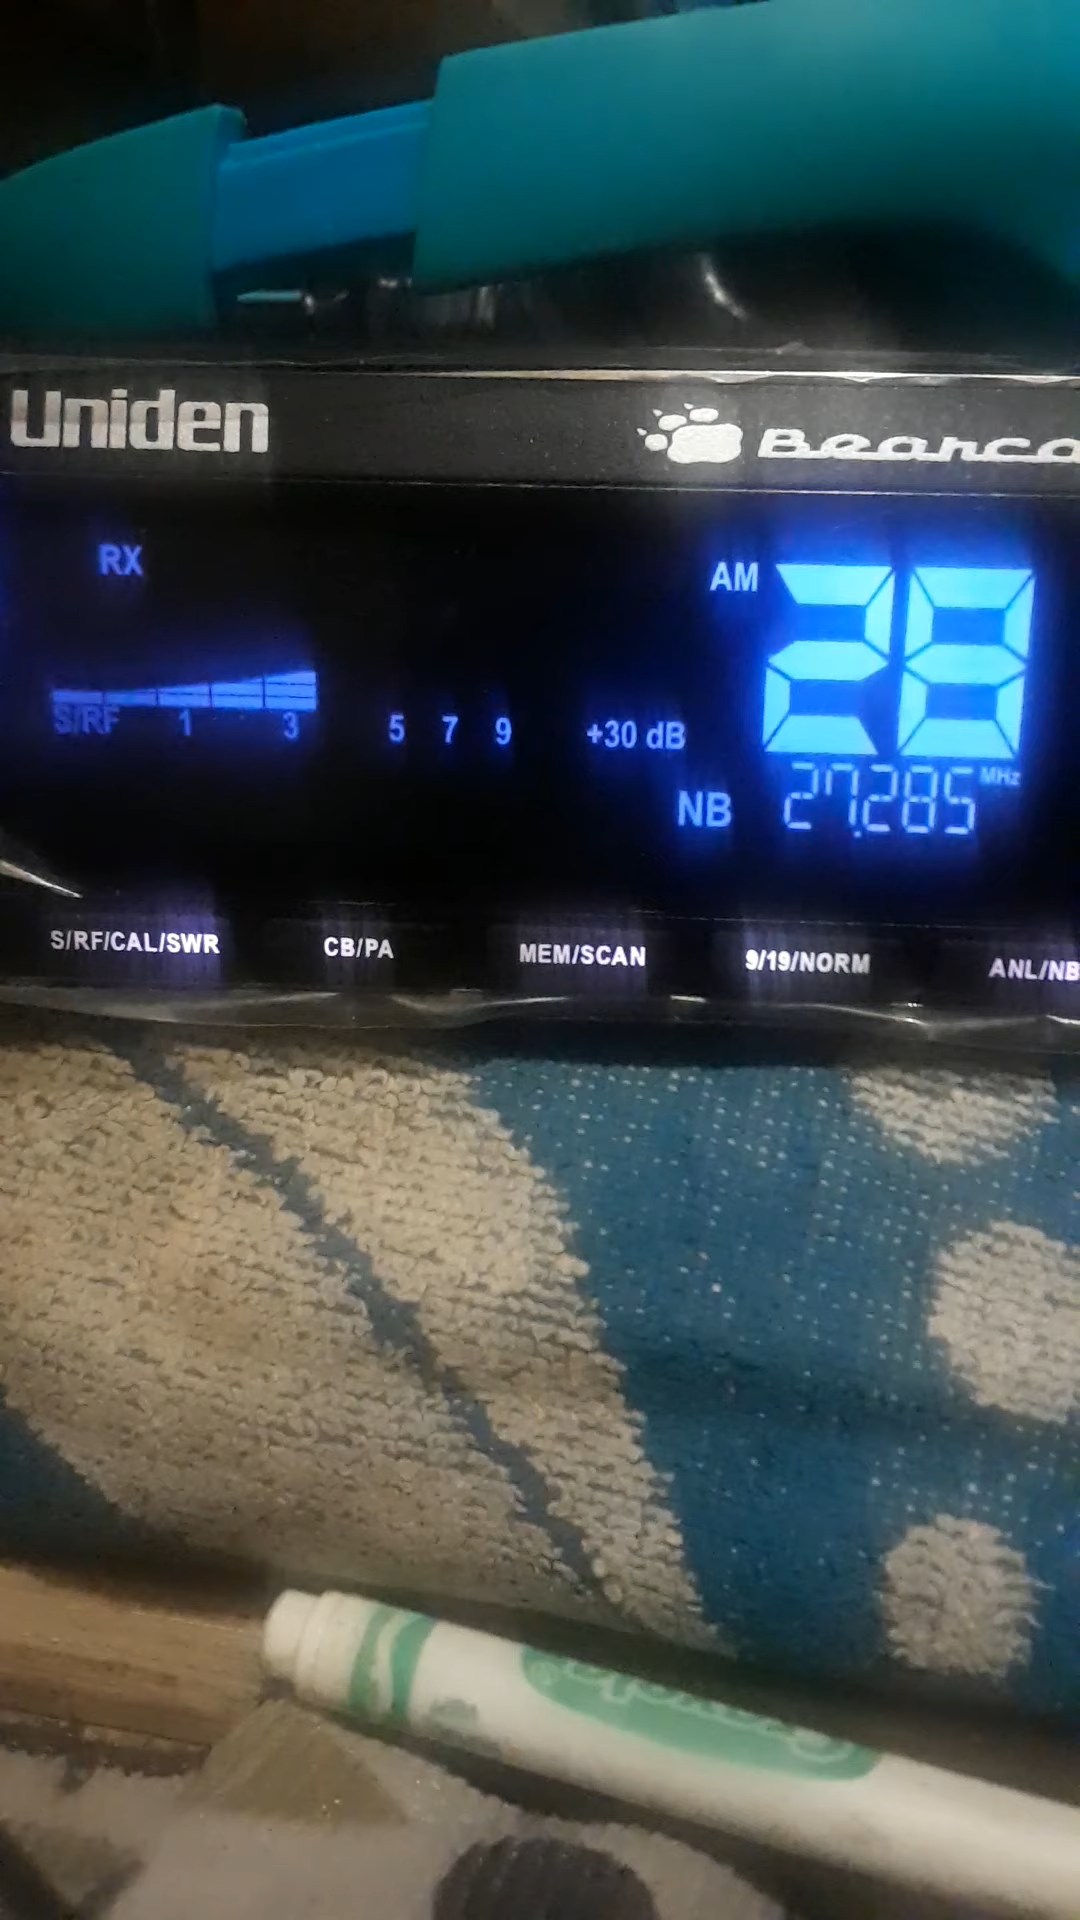 Uniden
Bearca
RX
AM
28
S/RF 1 3 5 7 9 +30 dB
MHz
NB
27.285
S/RF/CAL/SWR
CB/PA
MEM/SCAN
9/19/NORM
ANL/NB